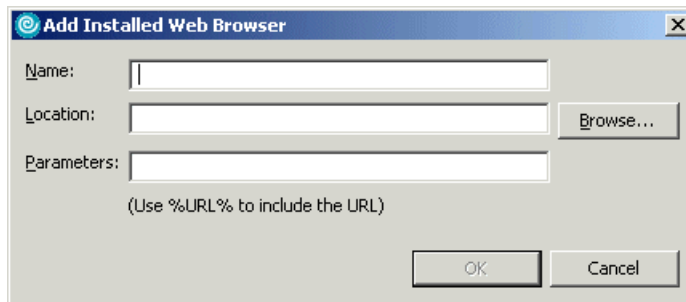 Add Installed Web Browser
Name:
Location:
Browse...
Parameters:
(Use %URL% to include the URL)
OK
Cancel